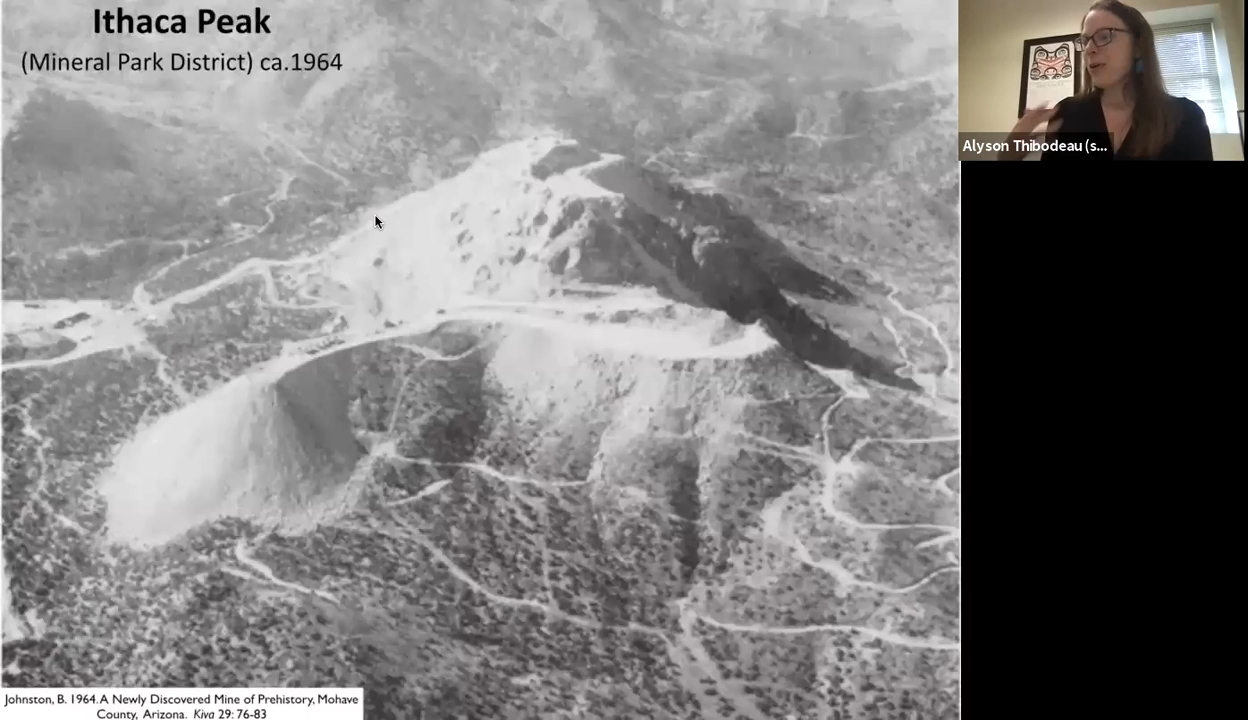 Ithaca Peak
(Mineral Park District) ca.1964
Alyson Thibodeau (s...
Johnston, B. 1964. A Newly Discovered Mine of Prehistory, Mohave
County, Arizona. Kiva 29: 76-83